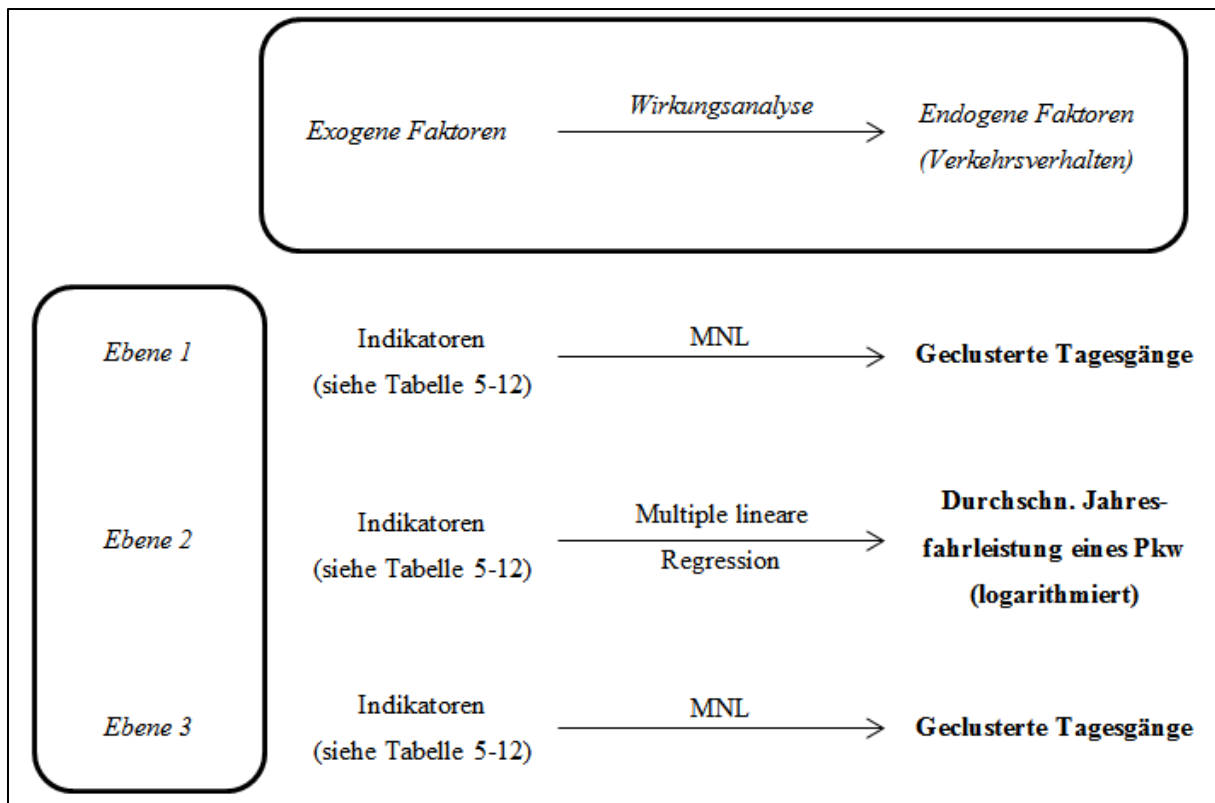 Exogene Faktoren
Wirkungsanalyse
Endogene Faktoren
(Verkehrsverhalten)
Ebene 1
Indikatoren
(siehe Tabelle 5-12)
MNL
Geclusterte Tagesgänge
Ebene 2
Indikatoren
(siehe Tabelle 5-12)
Multiple lineare
Regression
Durchschn. Jahres-
fahrleistung eines Pkw
(logarithmiert)
Ebene 3
Indikatoren
(siehe Tabelle 5-12)
MNL
Geclusterte Tagesgänge